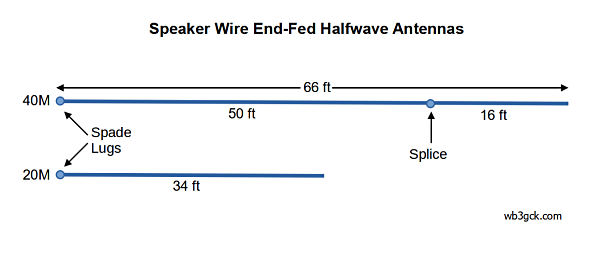 Speaker Wire End-Fed Halfwave Antennas
66 ft
40M
50 ft
16 ft
Spade
Lugs
Splice
20M
34 ft
wb3gck.com